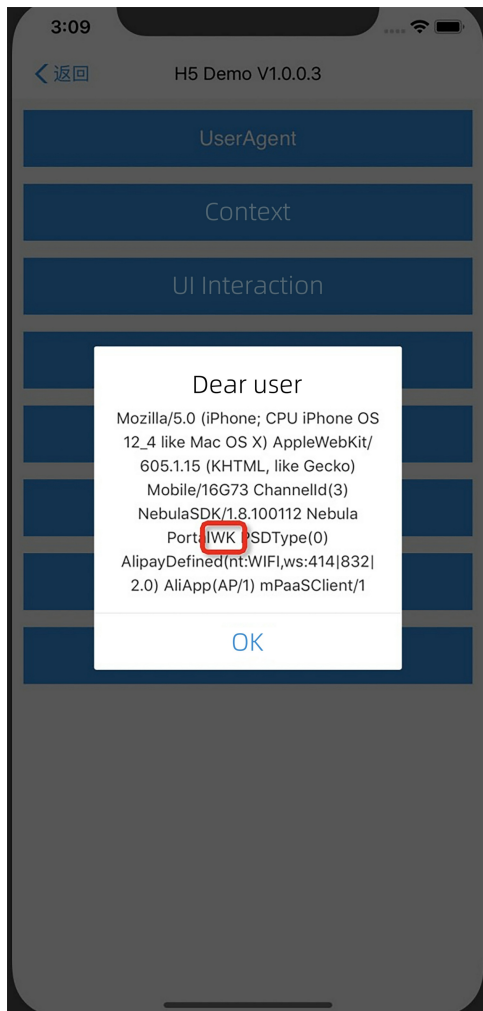 3:09
返回
H5 Demo V1.0.0.3
UserAgent
Context
UI Interaction
Dear user
Mozilla/5.0 (iPhone; CPU iPhone OS
12_4 like Mac OS X) AppleWebKit/
605.1.15 (KHTML, like Gecko)
Mobile/16G73 ChannelId(3)
NebulaSDK/1.8.100112 Nebula
PortalWK PSDType(0)
AlipayDefined(nt:WIFI,ws:414|832|
2.0) AliApp(AP/1) mPaaSClient/1
OK